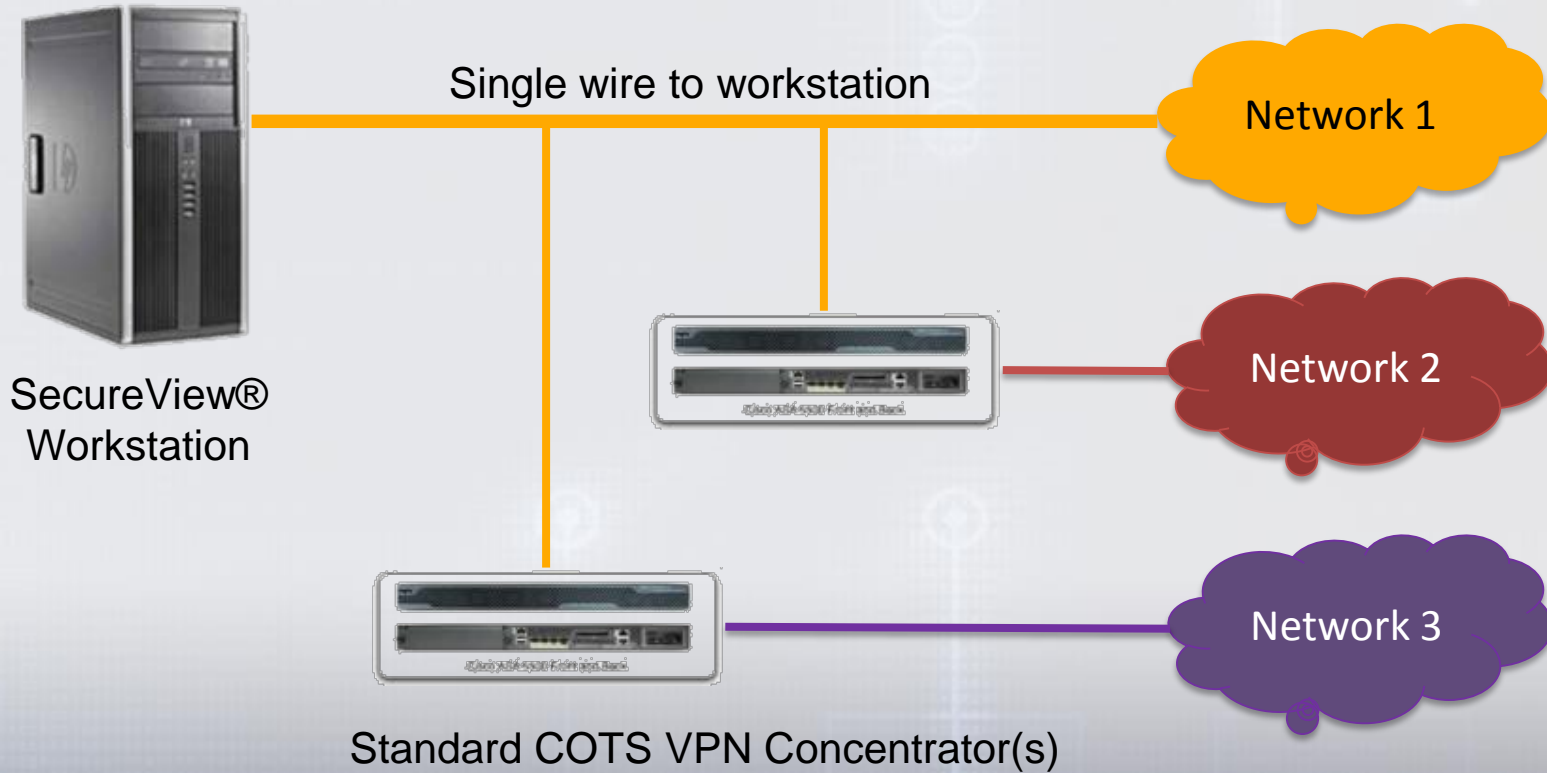 Single wire to workstation
Network 1
SecureView®
Workstation
Network 2
Network 3
Standard COTS VPN Concentrator(s)